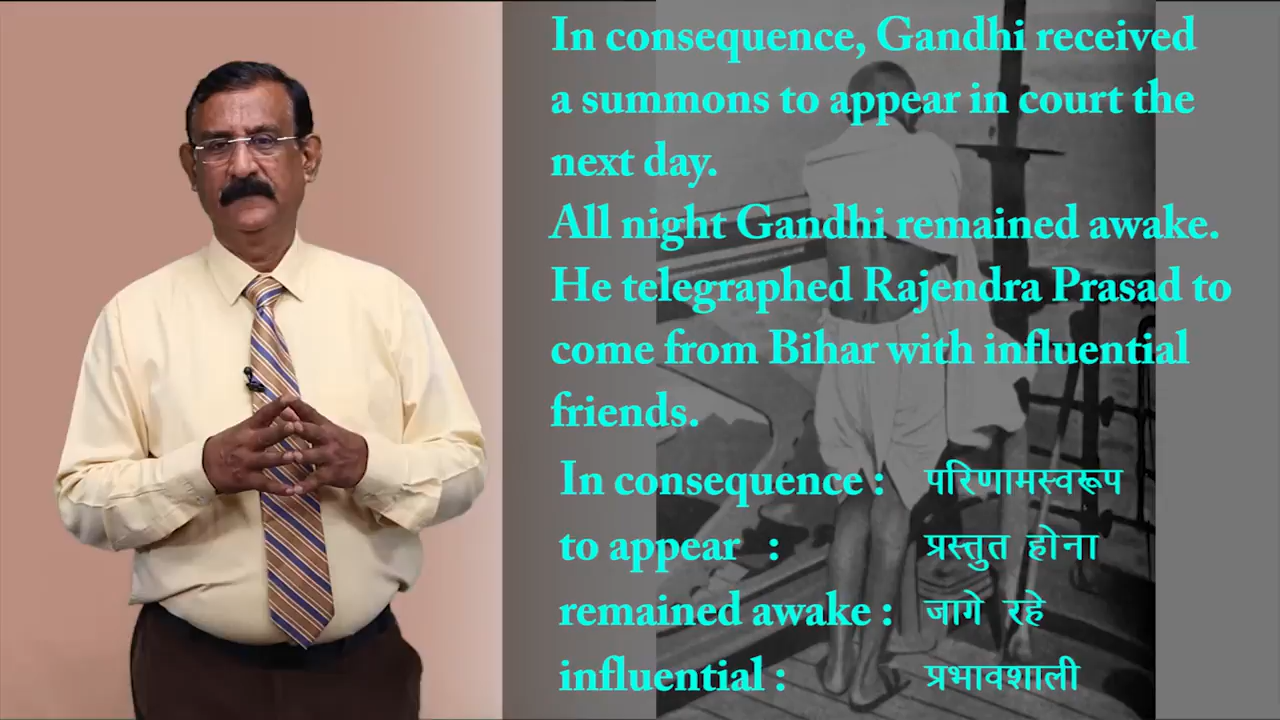 In consequence, Gandhi received
a summons to appear in court the
next day.
All night Gandhi remained awake.
He telegraphed Rajendra Prasad to
come from Bihar with influential
friends.
In consequence : परिणामस्वरूप
to appear : प्रस्तुत होना
remained awake : जागे रहे
influential : प्रभावशाली